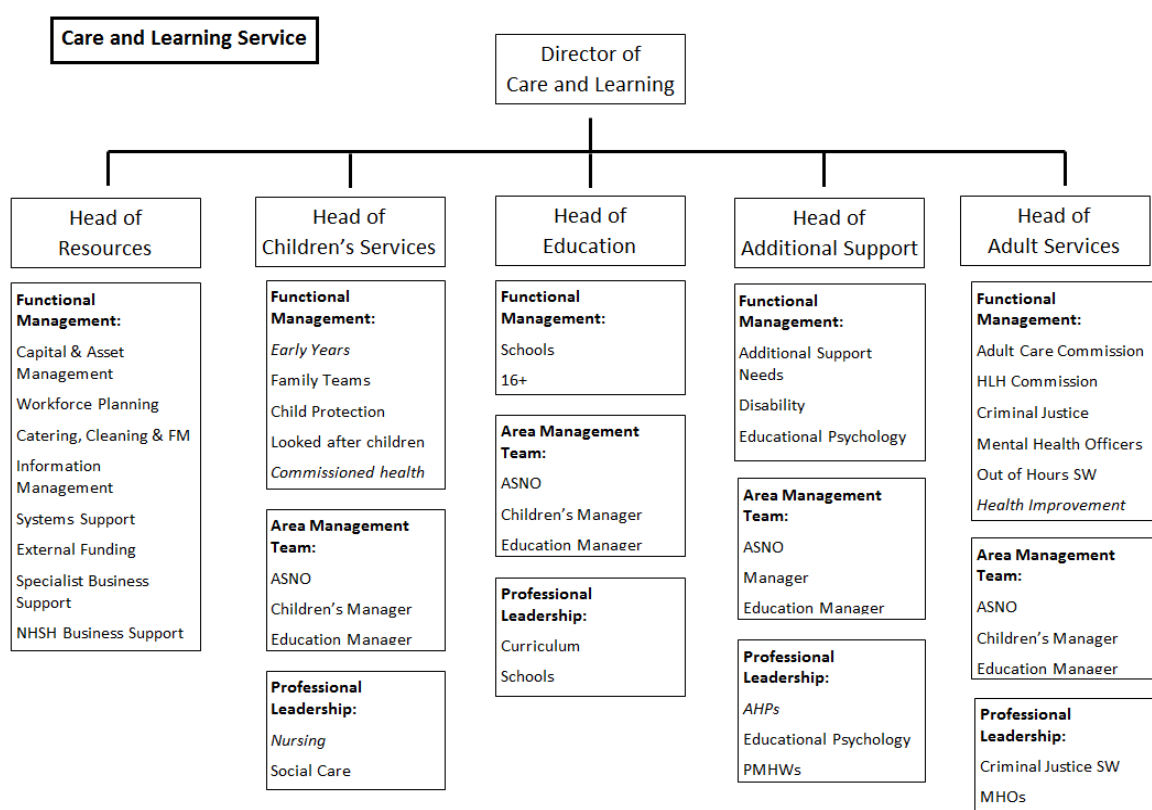 Care and Learning Service
Director of
Care and Learning
Head of
Resources
Functional
Management:
Capital & Asset
Management
Workforce Planning
Catering, Cleaning & FM
Information
Management
Systems Support
External Funding
Specialist Business
Support
NHSH Business Support
Head of
Children’s Services
Functional
Management:
Early Years
Family Teams
Child Protection
Looked after children
Commissioned health
Area Management
Team:
ASNO
Children’s Manager
Education Manager
Professional
Leadership:
Nursing
Social Care
Head of
Education
Functional
Management:
Schools
16+
Area Management
Team:
ASNO
Children’s Manager
Education Manager
Professional
Leadership:
Curriculum
Schools
Head of
Additional Support
Functional
Management:
Additional Support
Needs
Disability
Educational Psychology
Area Management
Team:
ASNO
Manager
Education Manager
Professional
Leadership:
AHPs
Educational Psychology
PMHWs
Head of
Adult Services
Functional
Management:
Adult Care Commission
HLH Commission
Criminal Justice
Mental Health Officers
Out of Hours SW
Health Improvement
Area Management
Team:
ASNO
Children’s Manager
Education Manager
Professional
Leadership:
Criminal Justice SW
MHOs